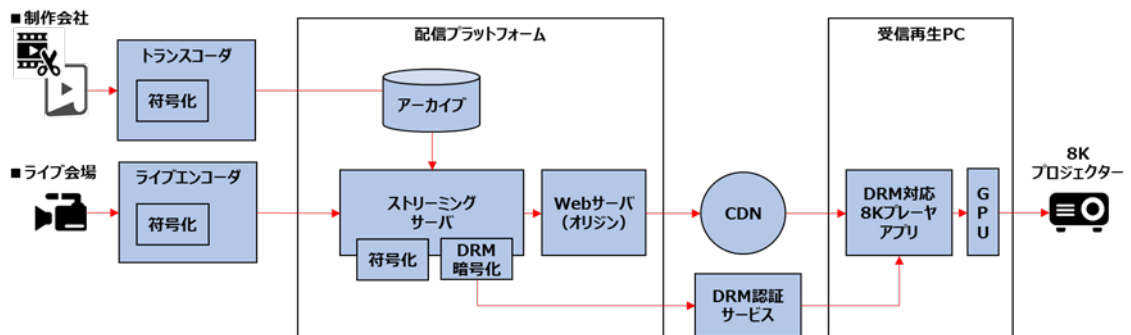 ■制作会社
トランスコーダ
符号化
配信プラットフォーム
アーカイブ
受信再生PC
■ライブ会場
ライブエンコーダ
符号化
ストリーミング
サーバ
符号化
DRM
暗号化
Webサーバ
(オリジン)
CDN
DRM認証
サービス
DRM対応
8Kプレーヤ
アプリ
GPU
8K
プロジェクター